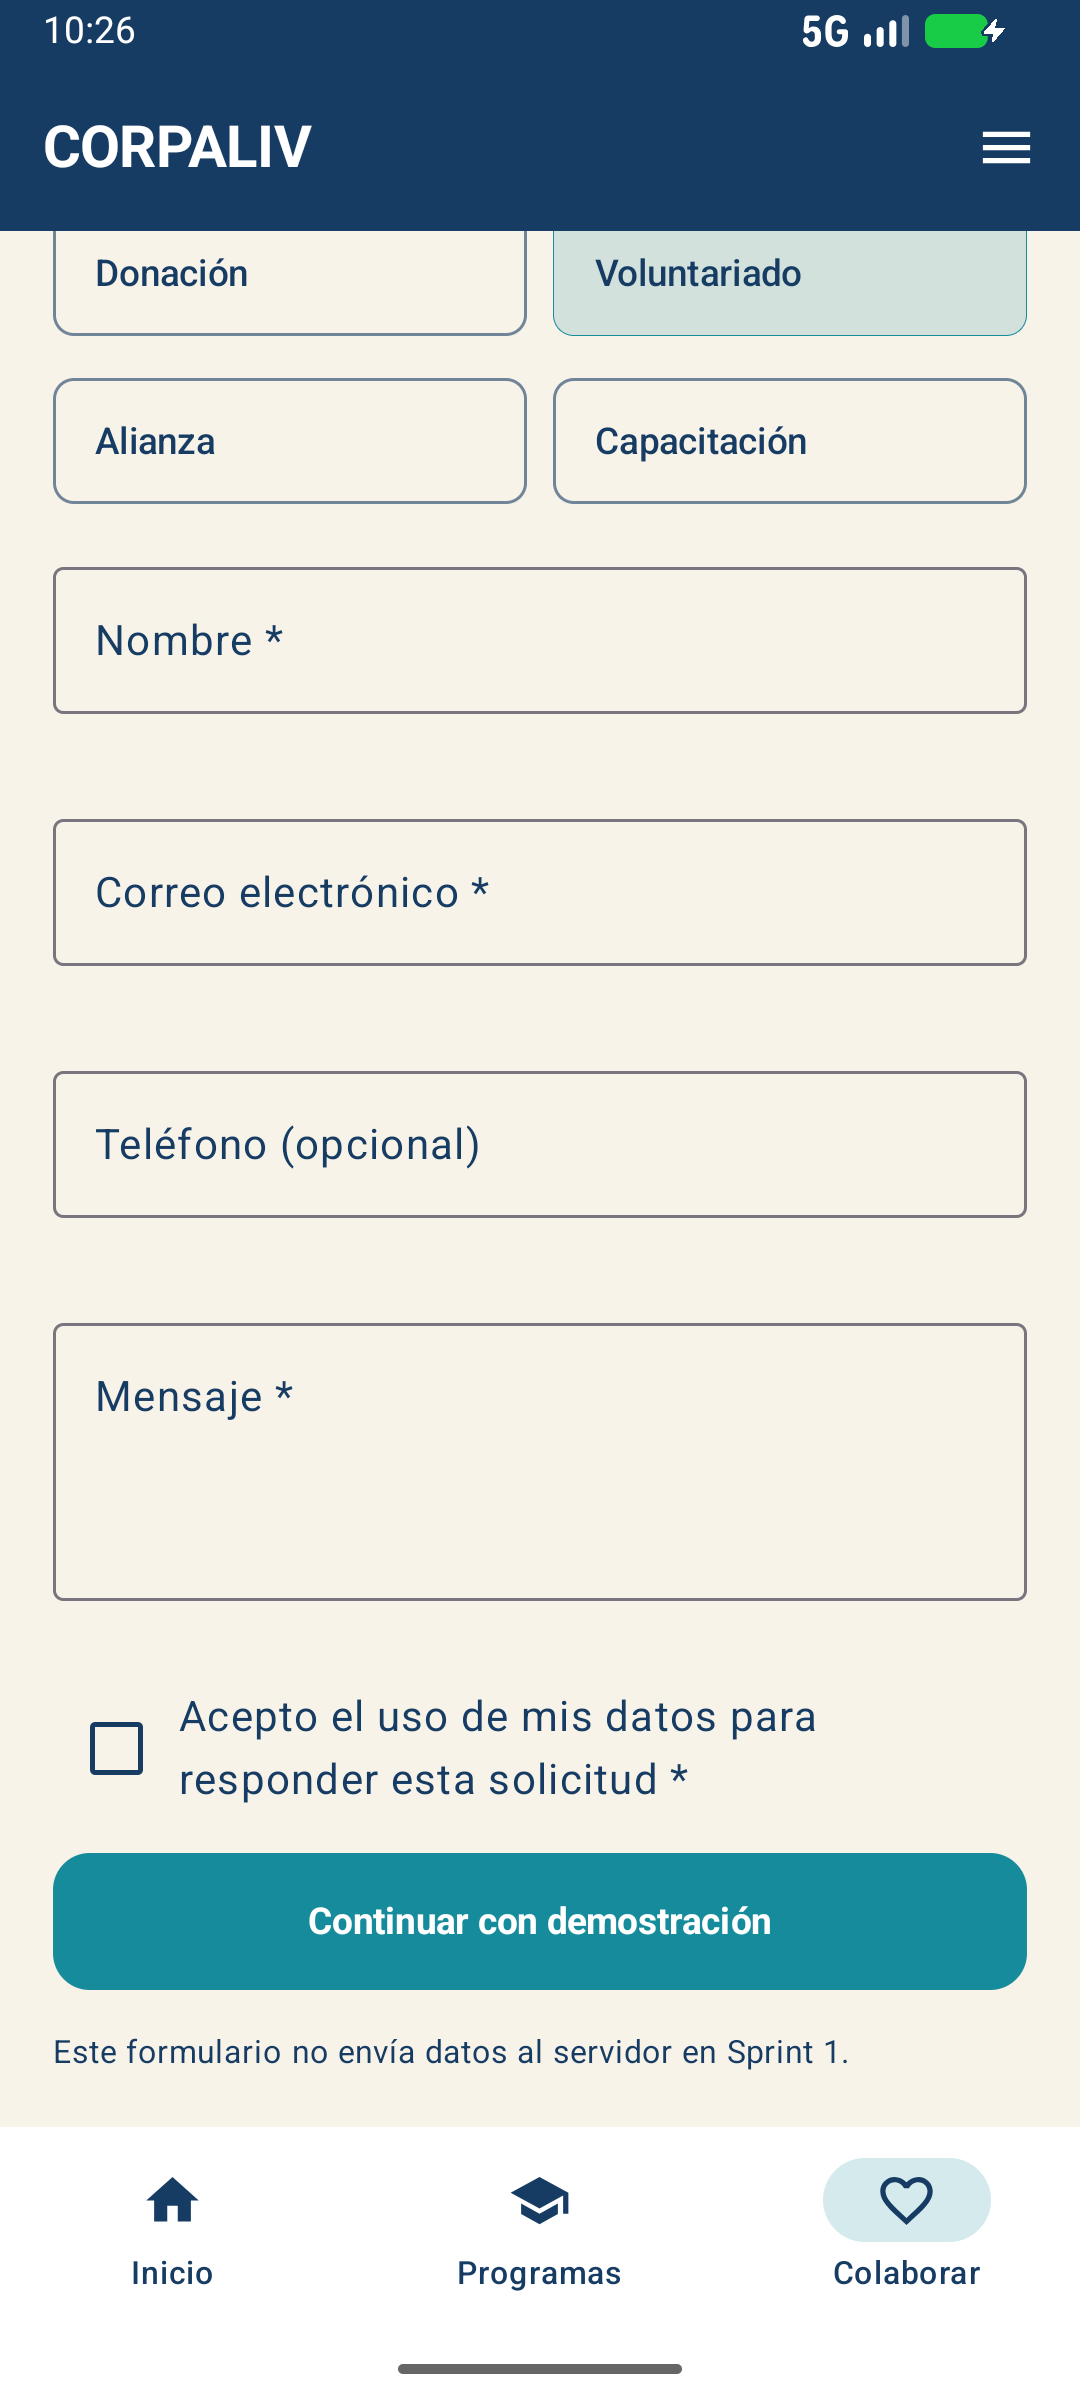 10:26
5G
CORPALIV
Donación
Voluntariado
Alianza
Capacitación
Nombre *
Correo electrónico *
Teléfono (opcional)
Mensaje *
Acepto el uso de mis datos para
responder esta solicitud *
Continuar con demostración
Este formulario no envía datos al servidor en Sprint 1.
Inicio
Programas
Colaborar